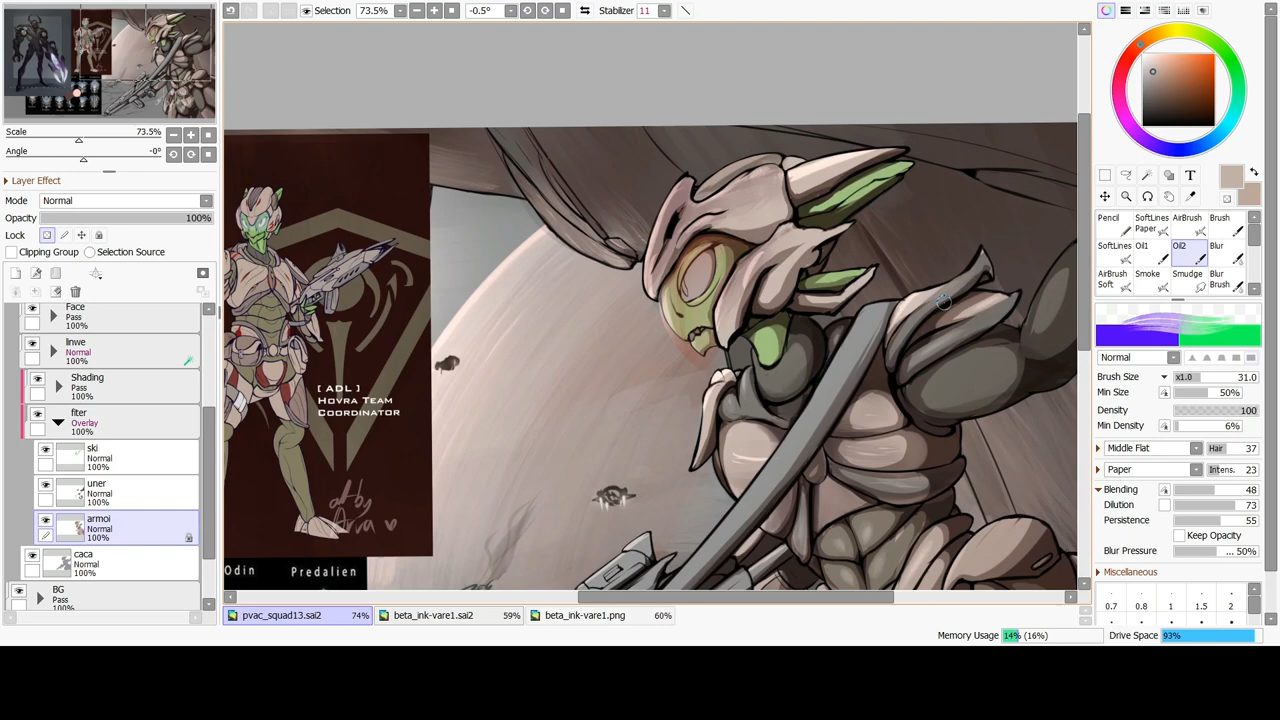 Selection 73.5% -0.5° Stabilizer 11
Scale 73.5%
Angle -0°
Layer Effect
Mode Normal
Opacity 100%
Lock
Clipping Group Selection Source
Face
Pass
100%
linwe
Normal
100%
Shading
Pass
100%
fiter
Overlay
100%
ski
Normal
100%
uner
Normal
100%
armoi
Normal
100%
caca
100%
BG
Pass
100%
[ ADL ]
Hovra Team
Coordinator
Art by
Odin Predalien
pvac_squad13.sai2 74% beta_ink-vare1.sai2 59% beta_ink-vare1.png 60%
T
Pencil SoftLines Paper AirBrush Brush
SoftLines Oil1 Oil2 Blur
AirBrush Soft Smoke Smudge Blur Brush
Normal
Brush Size x1.0 31.0
Min Size 50%
Density 100
Min Density 6%
Middle Flat Hair 37
Paper Intens. 23
Blending 48
Dilution 73
Persistence 55
Keep Opacity
Blur Pressure ... 50%
Miscellaneous
0.7 0.8 1 1.5 2
Memory Usage 14% (16%) Drive Space 93%